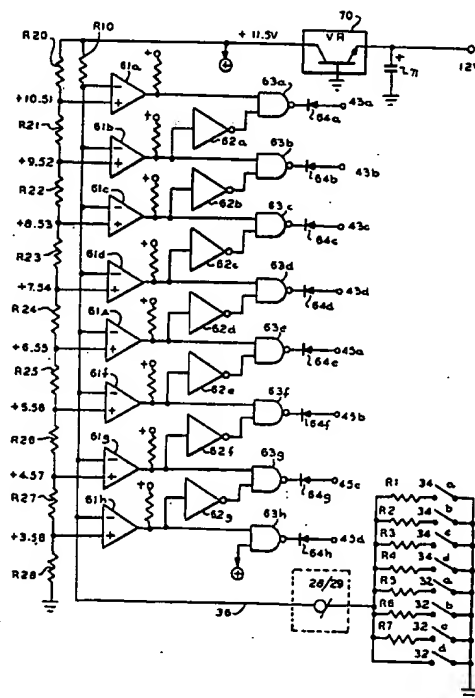 R20
R10
+ 11.5V
70
VR
+
12V
71
61a
+
63a
43a
64a
+10.51
R21
61b
+
62a
63b
43b
64b
+9.52
R22
61c
+
62b
63c
43c
64c
+8.53
R23
61d
+
62c
63d
43d
64d
+7.54
R24
61e
+
62d
63e
45a
64e
+6.55
R25
61f
+
62e
63f
45b
64f
+5.56
R26
61g
+
62f
63g
45c
64g
+4.57
R27
61h
+
62g
63h
45d
64h
+3.58
R28
36
28/29
R1 34 a
R2 34 b
R3 34 c
R4 34 d
R5 32 a
R6 32 b
R7 32 c
32 d